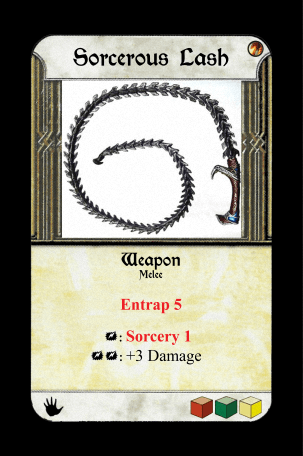 Sorcerous Lash
Weapon
Melee
Entrap 5
: Sorcery 1
: +3 Damage